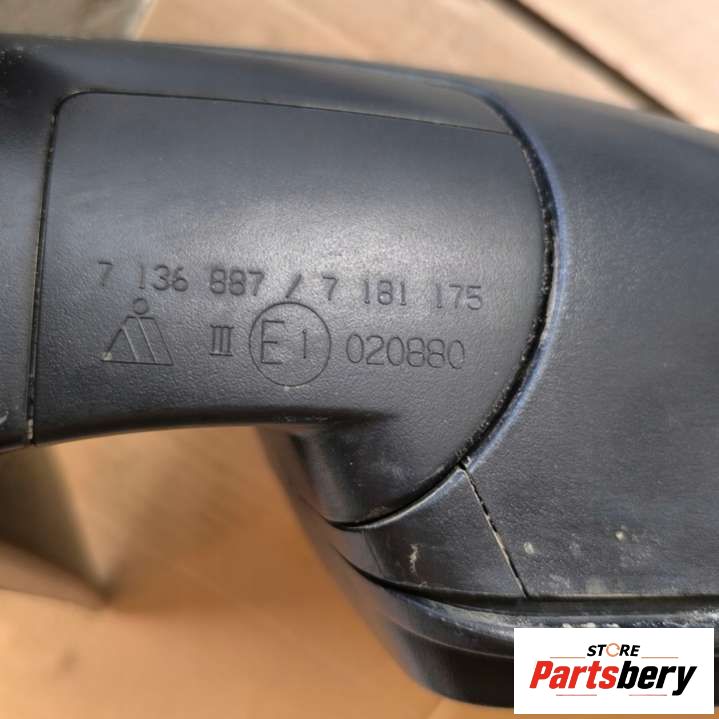 7 136 887 / 7 181 175
III E1 020880
STORE
Partsbery